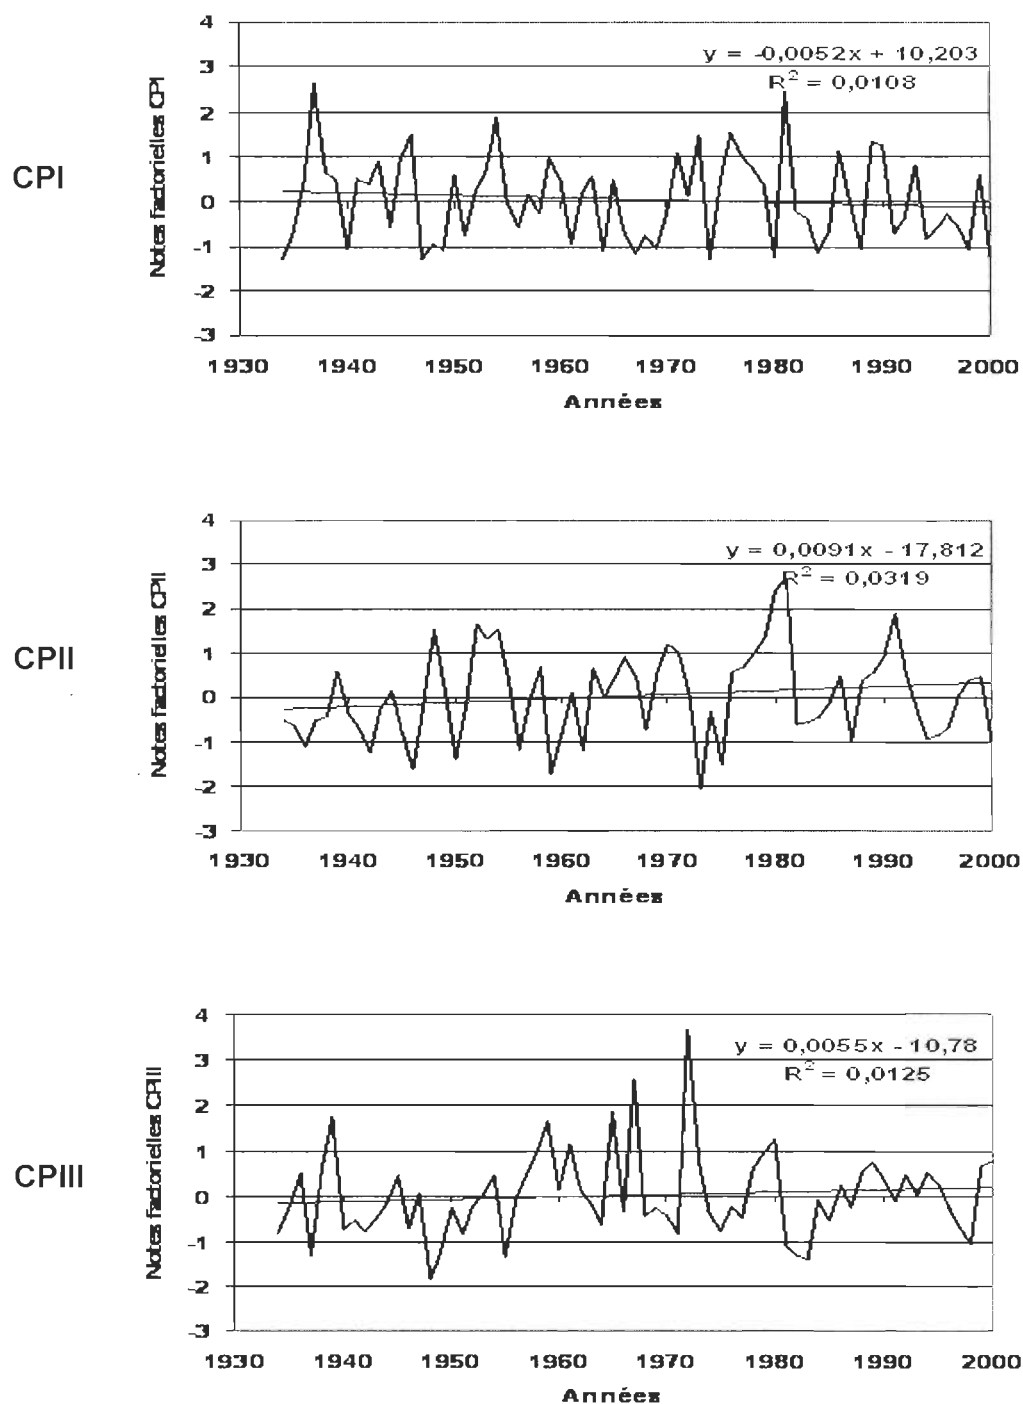 4
y = -0,0052x + 10,203
3
R² = 0,0108
2
1
CPI
Notes factorielles CPI
0
-1
-2
-3
1930 1940 1950 1960 1970 1980 1990 2000
Années
4
y = 0,0091x - 17,812
3
R² = 0,0319
2
1
CPII
Notes factorielles CPII
0
-1
-2
-3
1930 1940 1950 1960 1970 1980 1990 2000
Années
4
y = 0,0055x - 10,78
3
R² = 0,0125
2
1
CPIII
Notes factorielles CPIII
0
-1
-2
-3
1930 1940 1950 1960 1970 1980 1990 2000
Années